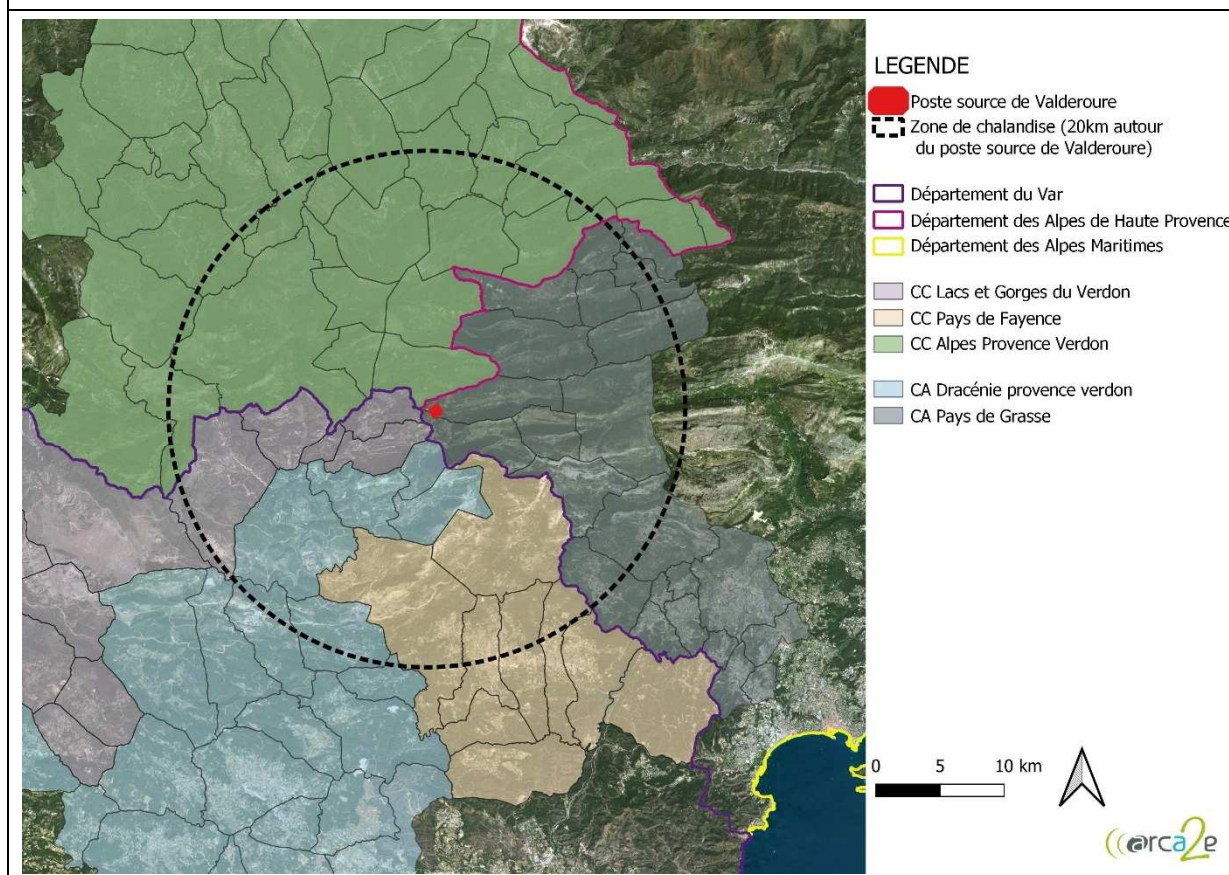 LEGENDE
Poste source de Valderoure
Zone de chalandise (20km autour
du poste source de Valderoure)
Département du Var
Département des Alpes de Haute Provence
Département des Alpes Maritimes
CC Lacs et Gorges du Verdon
CC Pays de Fayence
CC Alpes Provence Verdon
CA Dracénie provence verdon
CA Pays de Grasse
0 5 10 km
arca2e